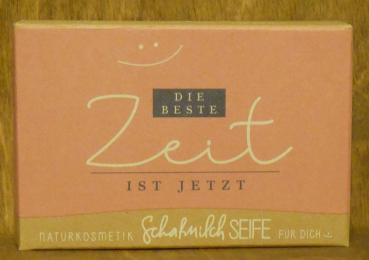 DIE
BESTE
Zeit
IST JETZT
NATURKOSMETIK Schafmilch SEIFE FÜR DICH